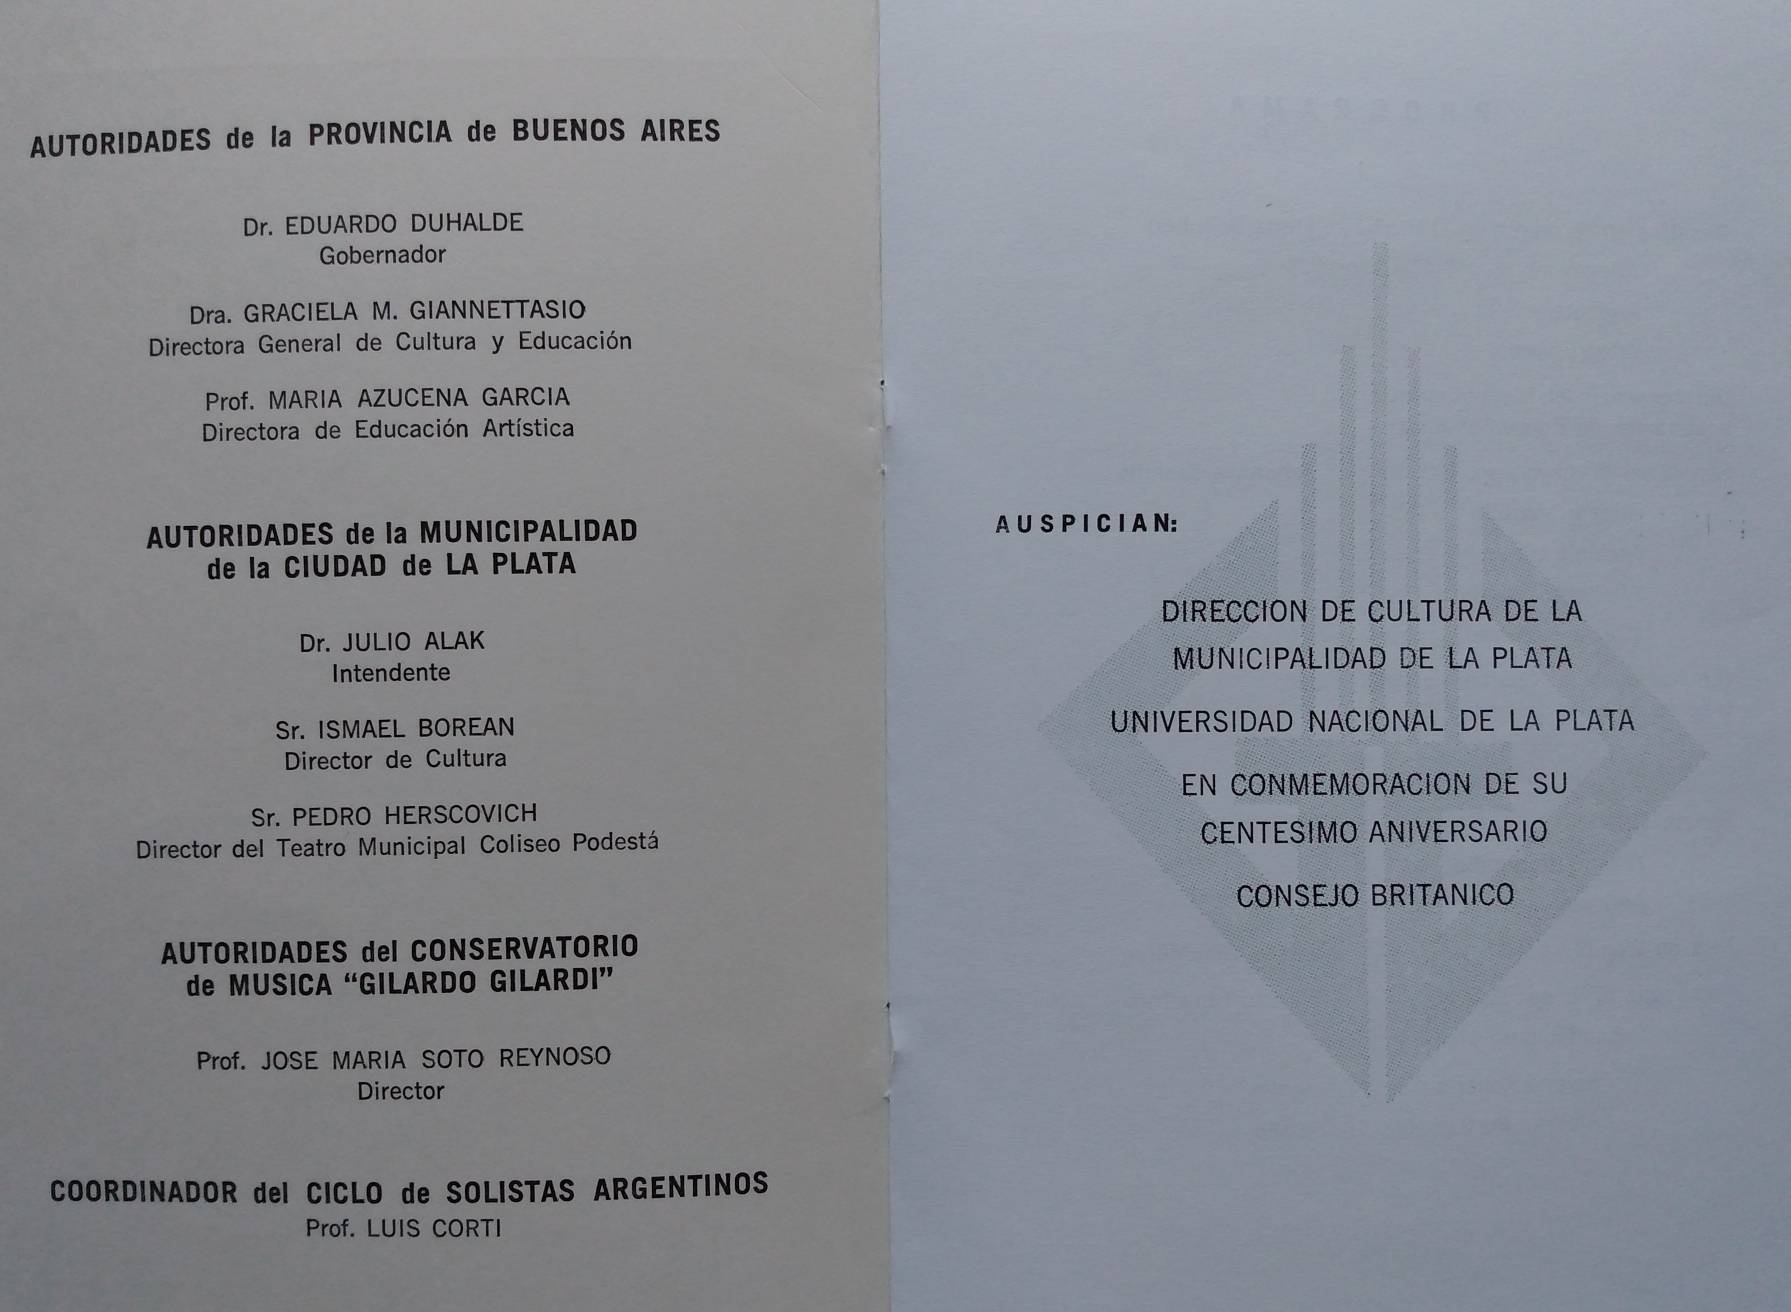 AUTORIDADES de la PROVINCIA de BUENOS AIRES
Dr. EDUARDO DUHALDE
Gobernador
Dra. GRACIELA M. GIANNETTASIO
Directora General de Cultura y Educación
Prof. MARIA AZUCENA GARCIA
Directora de Educación Artística
AUTORIDADES de la MUNICIPALIDAD
de la CIUDAD de LA PLATA
Dr. JULIO ALAK
Intendente
Sr. ISMAEL BOREAN
Director de Cultura
Sr. PEDRO HERSCOVICH
Director del Teatro Municipal Coliseo Podestá
AUTORIDADES del CONSERVATORIO
de MUSICA “GILARDO GILARDI”
Prof. JOSE MARIA SOTO REYNOSO
Director
COORDINADOR del CICLO de SOLISTAS ARGENTINOS
Prof. LUIS CORTI
AUSPICIAN:
DIRECCION DE CULTURA DE LA
MUNICIPALIDAD DE LA PLATA
UNIVERSIDAD NACIONAL DE LA PLATA
EN CONMEMORACION DE SU
CENTESIMO ANIVERSARIO
CONSEJO BRITANICO